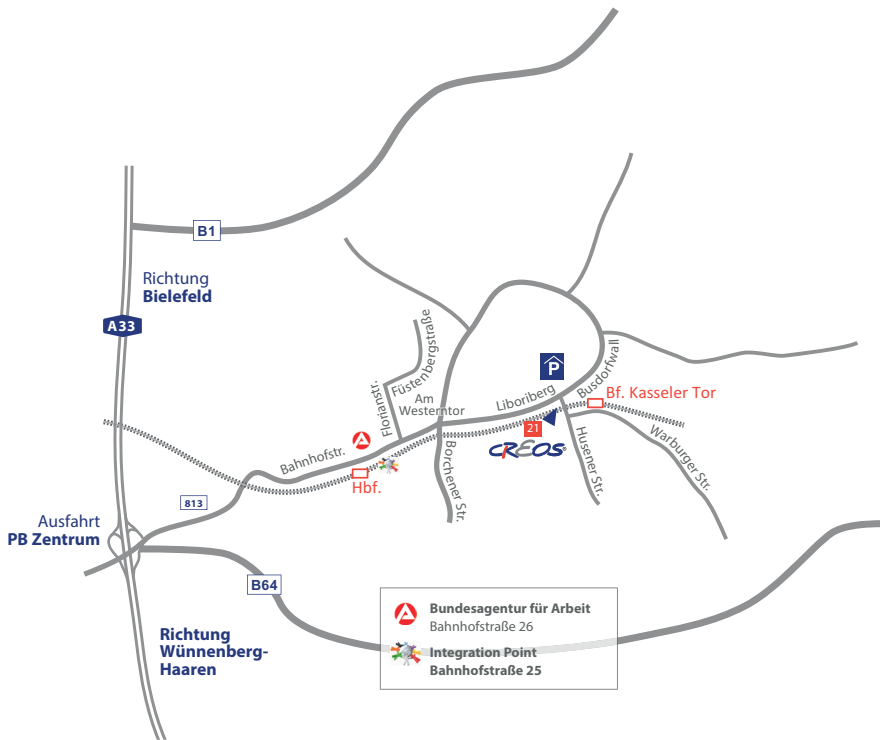 B1
Richtung
Bielefeld
A33
Füstenbergstraße
Florianstr.
Am
Westerntor
P
Liboriberg
Busdorfwall
Bf. Kasseler Tor
21
CREOS®
Bahnhofstr.
Hbf.
Borchener Str.
Husener Str.
Warburger Str.
813
Ausfahrt
PB Zentrum
B64
Richtung
Wünnenberg-
Haaren
Bundesagentur für Arbeit
Bahnhofstraße 26
Integration Point
Bahnhofstraße 25